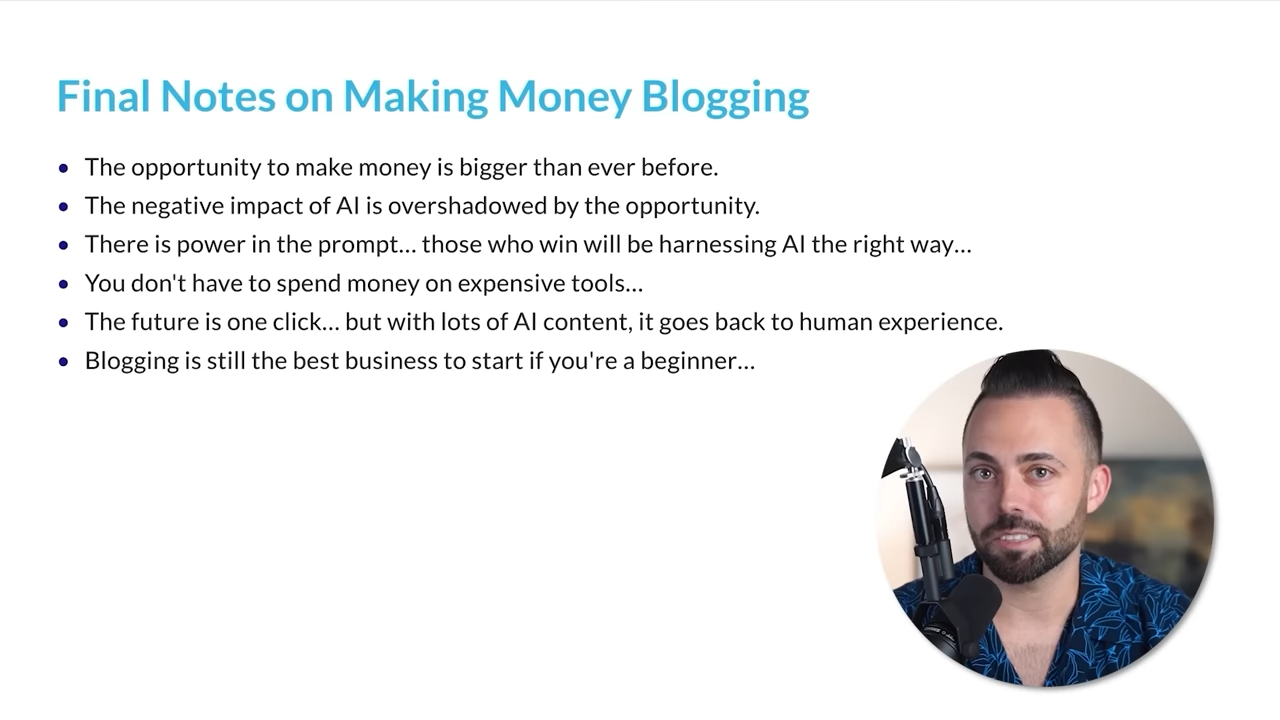 Final Notes on Making Money Blogging
• The opportunity to make money is bigger than ever before.
• The negative impact of AI is overshadowed by the opportunity.
• There is power in the prompt... those who win will be harnessing AI the right way...
• You don't have to spend money on expensive tools...
• The future is one click... but with lots of AI content, it goes back to human experience.
• Blogging is still the best business to start if you're a beginner...